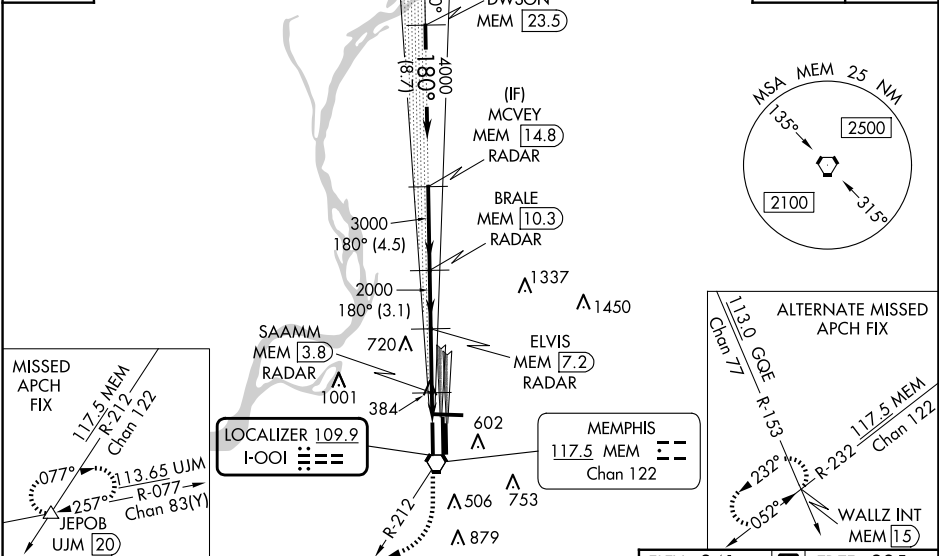 DWSON
MEM 23.5
4000
180°
(8.7)
(IF)
MCVEY
MEM 14.8
RADAR
MSA MEM 25 NM
135°
2500
2100
315°
BRALE
MEM 10.3
RADAR
3000
180° (4.5)
2000
180° (3.1)
1337
1450
SAAMM
MEM 3.8
RADAR
720
ELVIS
MEM 7.2
RADAR
1001
384
602
LOCALIZER 109.9
I-OOI
MEMPHIS
117.5 MEM
Chan 122
R-212
506
753
879
MISSED
APCH
FIX
117.5 MEM
R-212
Chan 122
077°
257°
113.65 UJM
R-077
Chan 83(Y)
JEPOB
UJM 20
ALTERNATE MISSED
APCH FIX
113.0 GQE
Chan 77
R-153
117.5 MEM
R-232
Chan 122
232°
052°
WALLZ INT
MEM 15